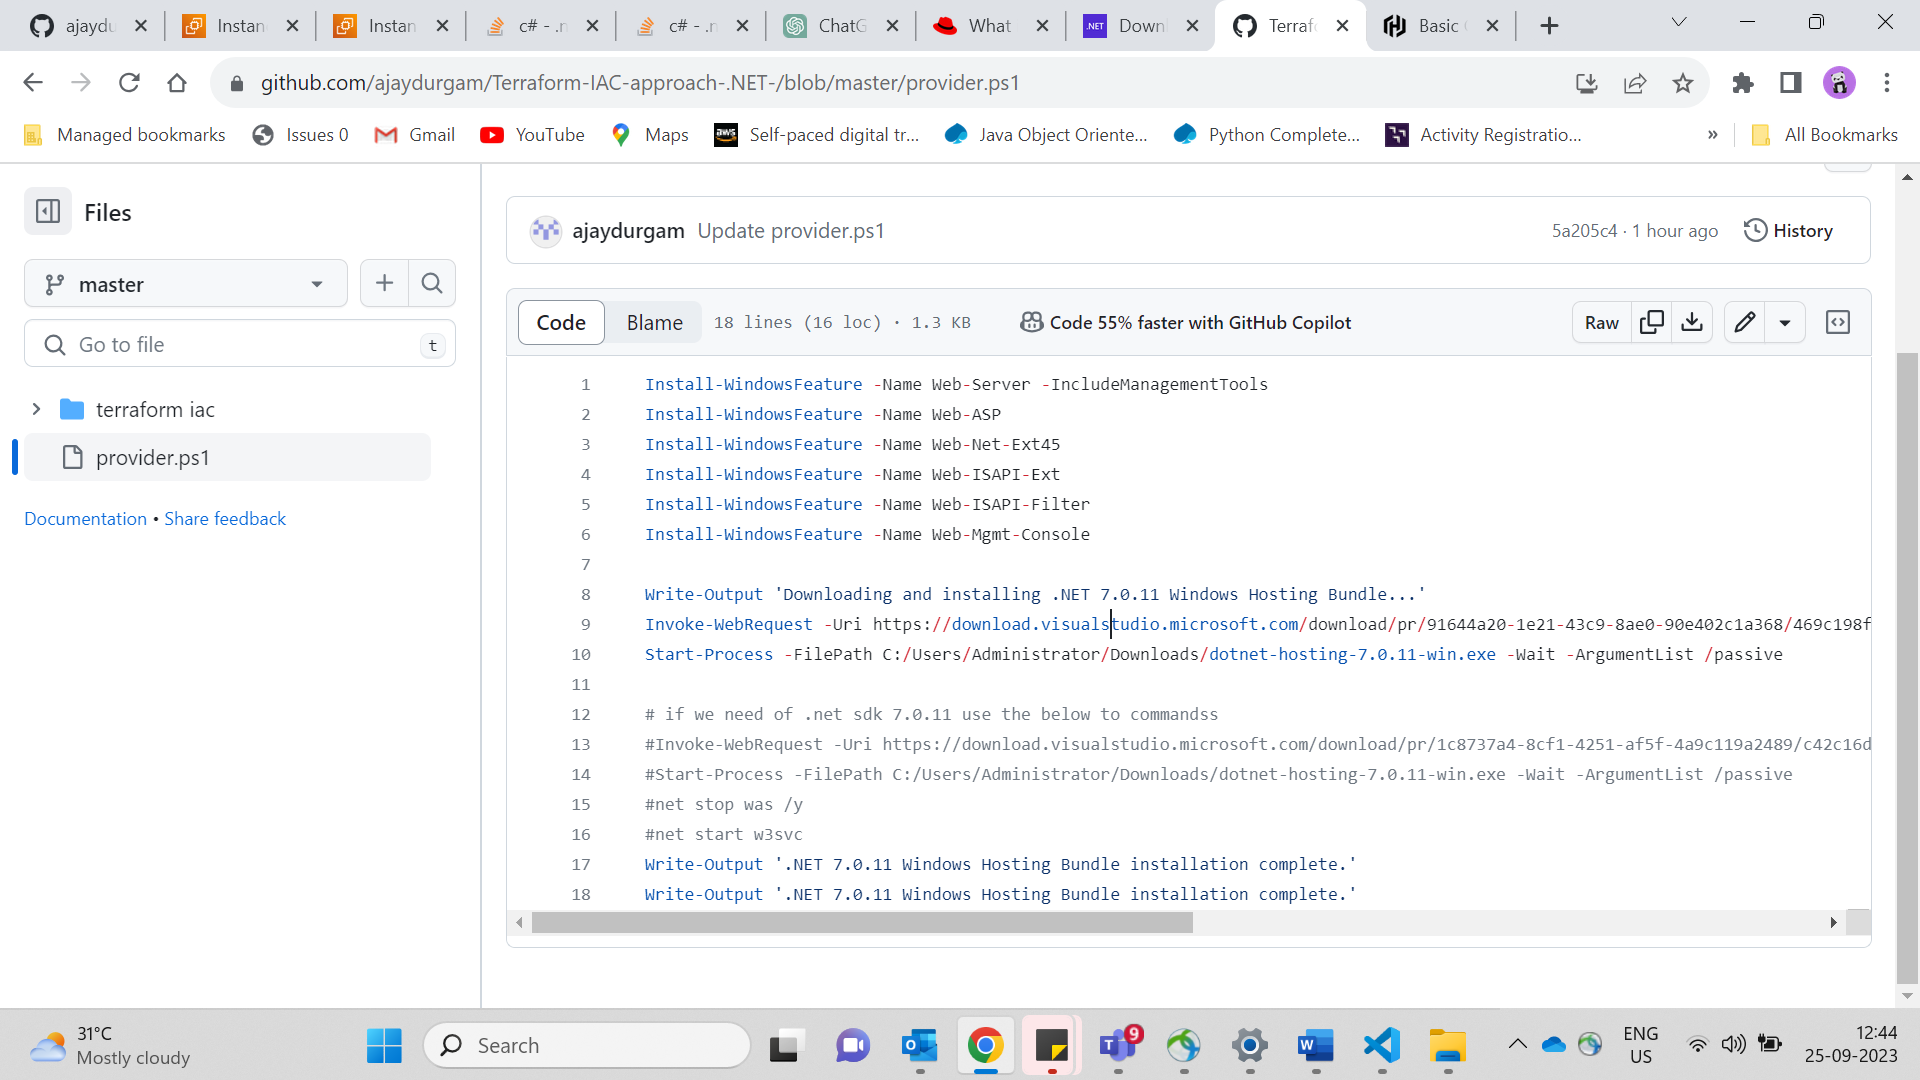 ajaydu
Instan
Instan
c# - .n
c# - .n
ChatG
What
Down
Terraf
Basic
github.com/ajaydurgam/Terraform-IAC-approach-.NET-/blob/master/provider.ps1
Managed bookmarks
Issues 0
Gmail
YouTube
Maps
Self-paced digital tr...
Java Object Oriente...
Python Complete...
Activity Registratio...
»
All Bookmarks
Files
master
Go to file
t
terraform iac
provider.ps1
Documentation • Share feedback
ajaydurgam Update provider.ps1
5a205c4 · 1 hour ago
History
Code
Blame
18 lines (16 loc) · 1.3 KB
Code 55% faster with GitHub Copilot
Raw
1 Install-WindowsFeature -Name Web-Server -IncludeManagementTools
2 Install-WindowsFeature -Name Web-ASP
3 Install-WindowsFeature -Name Web-Net-Ext45
4 Install-WindowsFeature -Name Web-ISAPI-Ext
5 Install-WindowsFeature -Name Web-ISAPI-Filter
6 Install-WindowsFeature -Name Web-Mgmt-Console
7
8 Write-Output 'Downloading and installing .NET 7.0.11 Windows Hosting Bundle...'
9 Invoke-WebRequest -Uri https://download.visualstudio.microsoft.com/download/pr/91644a20-1e21-43c9-8ae0-90e402c1a368/469c198f
10 Start-Process -FilePath C:/Users/Administrator/Downloads/dotnet-hosting-7.0.11-win.exe -Wait -ArgumentList /passive
11
12 # if we need of .net sdk 7.0.11 use the below to commandss
13 #Invoke-WebRequest -Uri https://download.visualstudio.microsoft.com/download/pr/1c8737a4-8cf1-4251-af5f-4a9c119a2489/c42c16d
14 #Start-Process -FilePath C:/Users/Administrator/Downloads/dotnet-hosting-7.0.11-win.exe -Wait -ArgumentList /passive
15 #net stop was /y
16 #net start w3svc
17 Write-Output '.NET 7.0.11 Windows Hosting Bundle installation complete.'
18 Write-Output '.NET 7.0.11 Windows Hosting Bundle installation complete.'
31°C
Mostly cloudy
Search
9
ENG
US
12:44
25-09-2023